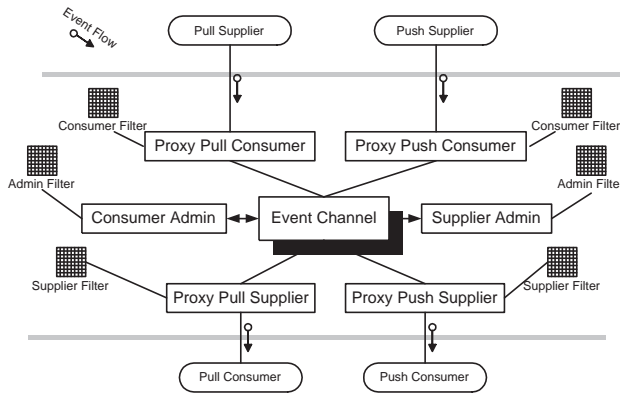 Event Flow
Pull Supplier
Push Supplier
Consumer Filter
Consumer Filter
Proxy Pull Consumer
Proxy Push Consumer
Admin Filter
Admin Filte
Consumer Admin
Event Channel
Supplier Admin
Supplier Filter
Supplier Filter
Proxy Pull Supplier
Proxy Push Supplier
Pull Consumer
Push Consumer